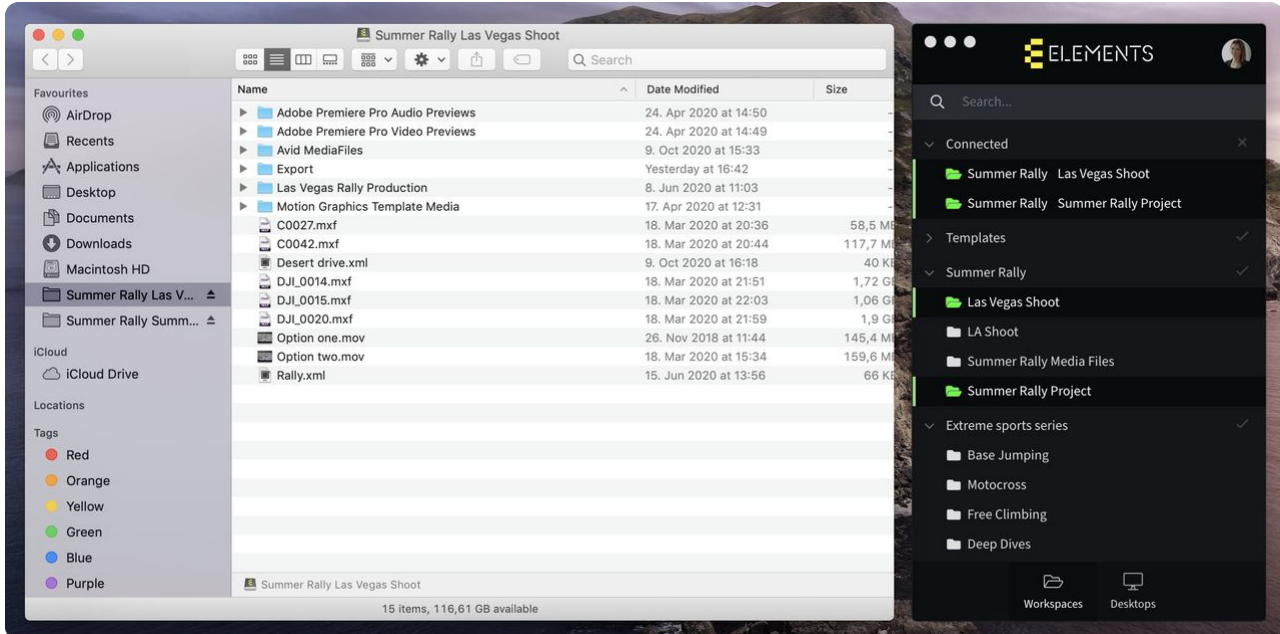 Summer Rally Las Vegas Shoot
Search
Favourites
AirDrop
Recents
Applications
Desktop
Documents
Downloads
Macintosh HD
Summer Rally Las V...
Summer Rally Summ...
iCloud
iCloud Drive
Locations
Tags
Red
Orange
Yellow
Green
Blue
Purple
Name Date Modified Size
Adobe Premiere Pro Audio Previews 24. Apr 2020 at 14:50 -
Adobe Premiere Pro Video Previews 24. Apr 2020 at 14:49 -
Avid MediaFiles 9. Oct 2020 at 15:33 -
Export Yesterday at 16:42 -
Las Vegas Rally Production 8. Jun 2020 at 11:03 -
Motion Graphics Template Media 17. Apr 2020 at 12:31 -
C0027.mxf 18. Mar 2020 at 20:36 58,5 MB
C0042.mxf 18. Mar 2020 at 20:44 117,7 MB
Desert drive.xml 9. Oct 2020 at 16:18 40 KB
DJI_0014.mxf 18. Mar 2020 at 21:51 1,72 GB
DJI_0015.mxf 18. Mar 2020 at 22:03 1,06 GB
DJI_0020.mxf 18. Mar 2020 at 21:59 1,9 GB
Option one.mov 26. Nov 2018 at 11:44 145,4 MB
Option two.mov 18. Mar 2020 at 15:34 159,6 MB
Rally.xml 15. Jun 2020 at 13:56 66 KB
Summer Rally Las Vegas Shoot
15 items, 116,61 GB available
ELEMENTS
Search...
Connected
Summer Rally Las Vegas Shoot
Summer Rally Summer Rally Project
Templates
Summer Rally
Las Vegas Shoot
LA Shoot
Summer Rally Media Files
Summer Rally Project
Extreme sports series
Base Jumping
Motocross
Free Climbing
Deep Dives
Workspaces Desktops